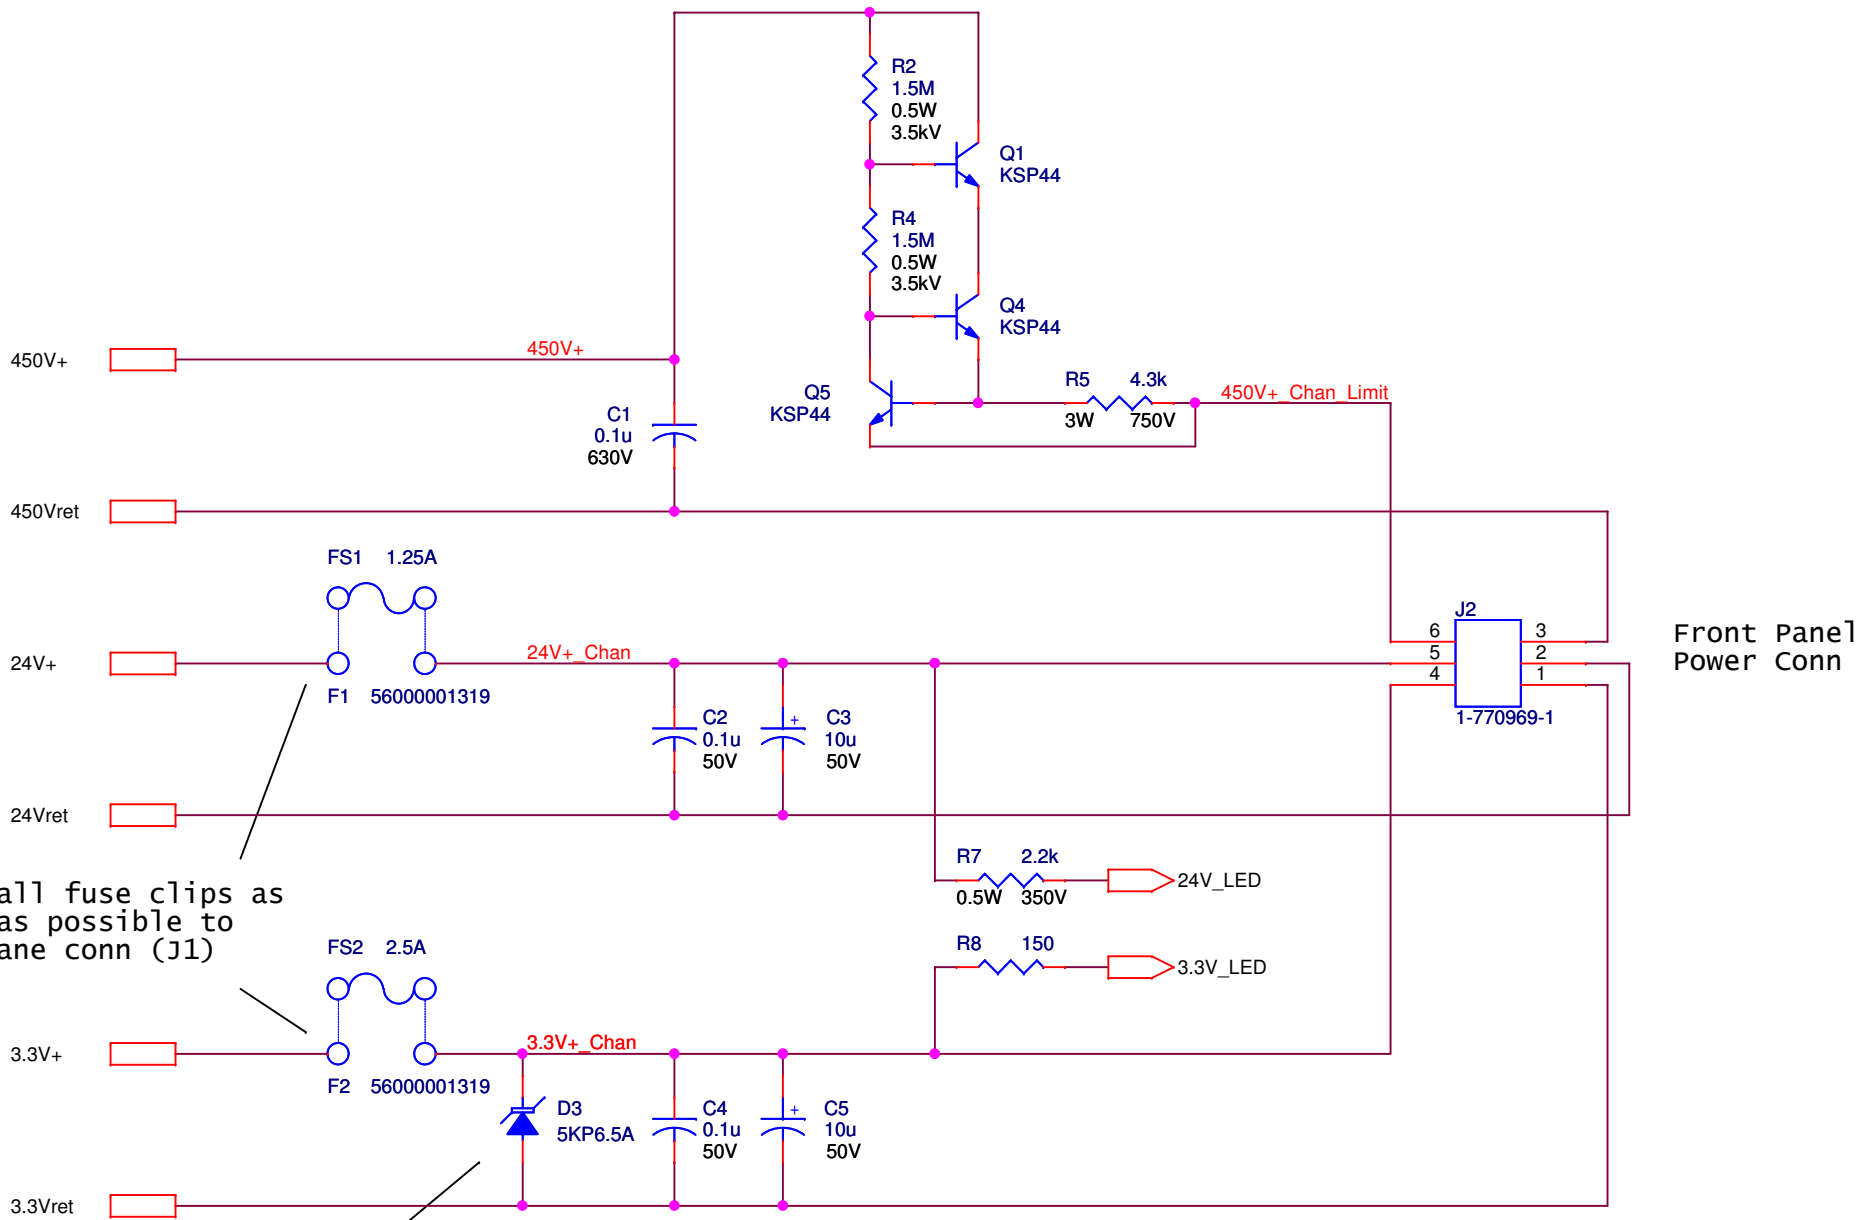 R2
1.5M
0.5W
3.5kV
Q1
KSP44
R4
1.5M
0.5W
3.5kV
Q4
KSP44
450V+
450V+
Q5
KSP44
R5 4.3k
3W 750V
450V+_Chan_Limit
C1
0.1u
630V
450Vret
FS1 1.25A
J2
6 3
5 2
4 1
1-770969-1
Front Panel
Power Conn
24V+
24V+_Chan
F1 56000001319
C2
0.1u
50V
+ C3
10u
50V
24Vret
R7 2.2k
0.5W 350V
24V_LED
all fuse clips as
as possible to
ane conn (J1)
FS2 2.5A
R8 150
3.3V_LED
3.3V+
3.3V+_Chan
F2 56000001319
D3
5KP6.5A
C4
0.1u
50V
+ C5
10u
50V
3.3Vret